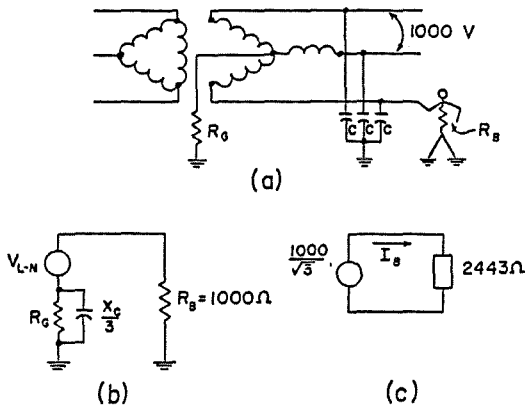 1000 V
R_G
C C C
R_B
(a)
V_L-N
R_G
X_C/3
R_B = 1000 Ω
(b)
1000/√3
I_B
2443 Ω
(c)